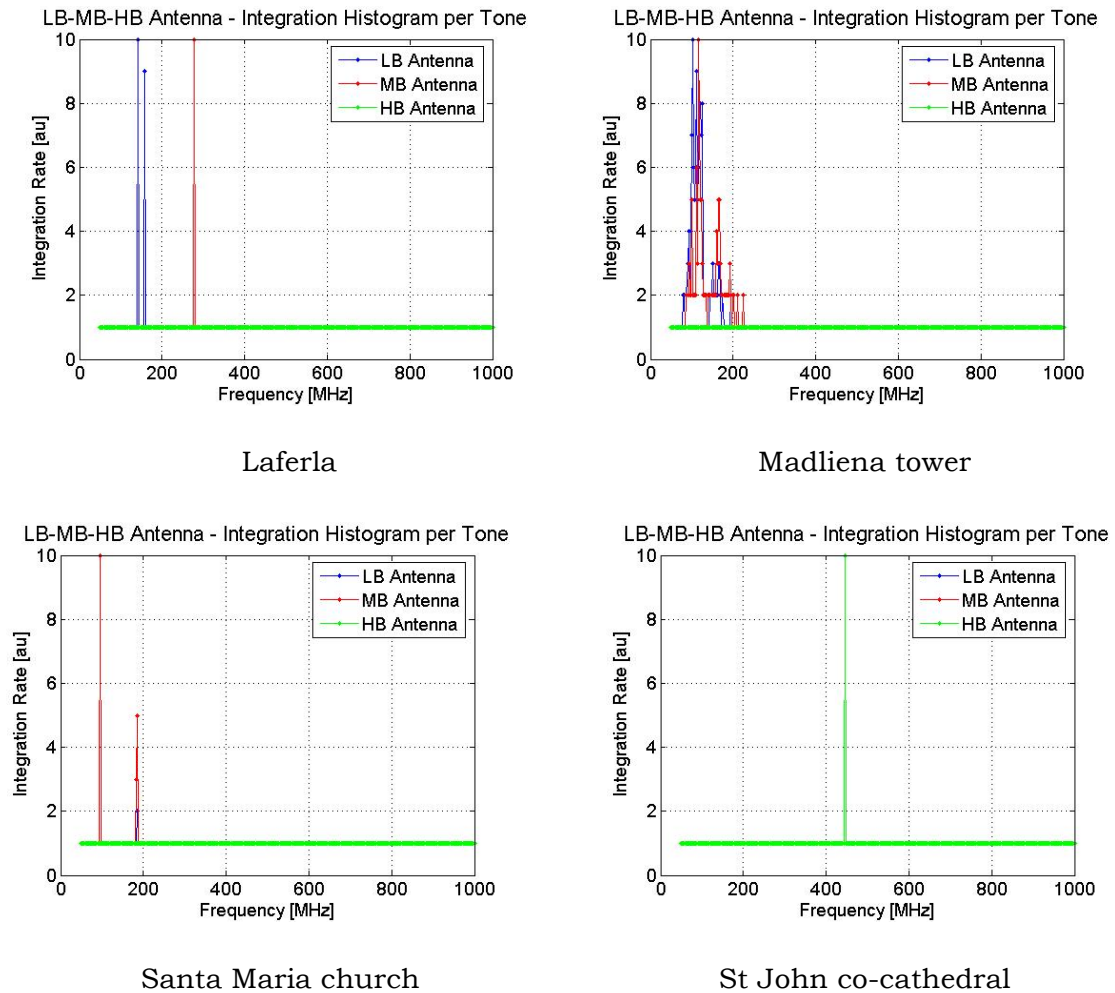 LB-MB-HB Antenna - Integration Histogram per Tone
10
8
6
4
2
0
Integration Rate [au]
LB Antenna
MB Antenna
HB Antenna
0 200 400 600 800 1000
Frequency [MHz]
Laferla
LB-MB-HB Antenna - Integration Histogram per Tone
10
8
6
4
2
0
Integration Rate [au]
LB Antenna
MB Antenna
HB Antenna
0 200 400 600 800 1000
Frequency [MHz]
Madliena tower
LB-MB-HB Antenna - Integration Histogram per Tone
10
8
6
4
2
0
Integration Rate [au]
LB Antenna
MB Antenna
HB Antenna
0 200 400 600 800 1000
Frequency [MHz]
Santa Maria church
LB-MB-HB Antenna - Integration Histogram per Tone
10
8
6
4
2
0
Integration Rate [au]
LB Antenna
MB Antenna
HB Antenna
0 200 400 600 800 1000
Frequency [MHz]
St John co-cathedral